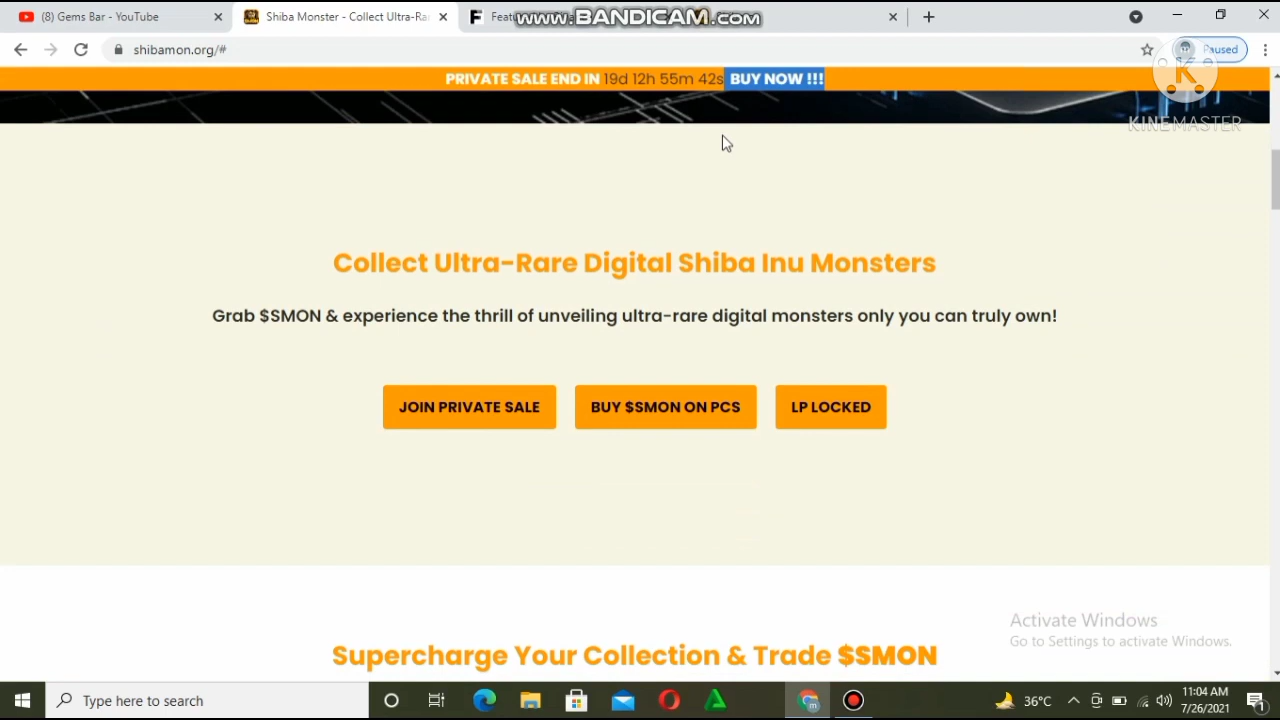 (8) Gems Bar - YouTube
Shiba Monster - Collect Ultra-Ra
Featu
www.BANDICAM.com
shibamon.org/#
Paused
K
KINEMASTER
PRIVATE SALE END IN 19d 12h 55m 42s BUY NOW !!!
Collect Ultra-Rare Digital Shiba Inu Monsters
Grab $SMON & experience the thrill of unveiling ultra-rare digital monsters only you can truly own!
JOIN PRIVATE SALE
BUY $SMON ON PCS
LP LOCKED
Supercharge Your Collection & Trade $SMON
Activate Windows
Go to Settings to activate Windows.
Type here to search
36°C
11:04 AM
7/26/2021
1